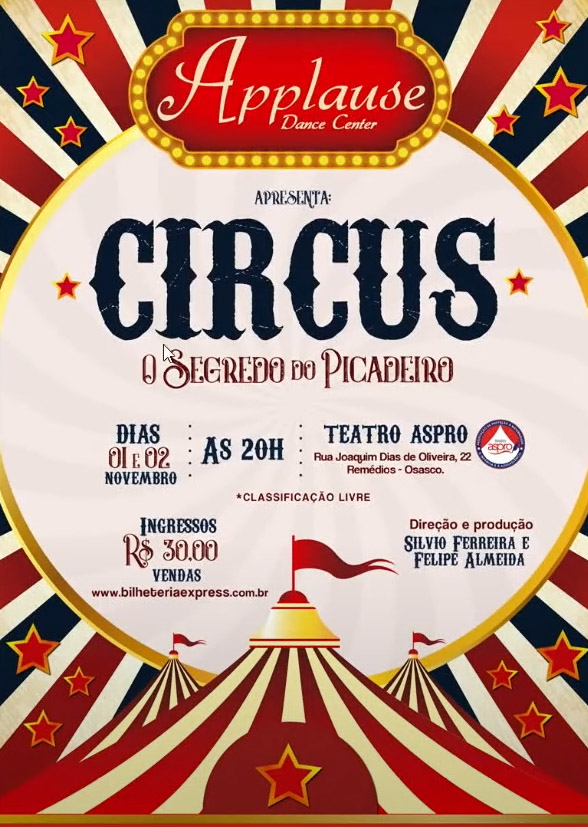 Applause
Dance Center
APRESENTA:
CIRCUS
O SEGREDO DO PICADEIRO
DIAS
01 E 02
NOVEMBRO
AS 20H
TEATRO ASPRO
Rua Joaquim Dias de Oliveira, 22
Remédios - Osasco.
aspro
*CLASSIFICAÇÃO LIVRE
INGRESSOS
R$ 30.00
VENDAS
www.bilheteriaexpress.com.br
Direção e produção
SILVIO FERREIRA E
FELIPE ALMEIDA